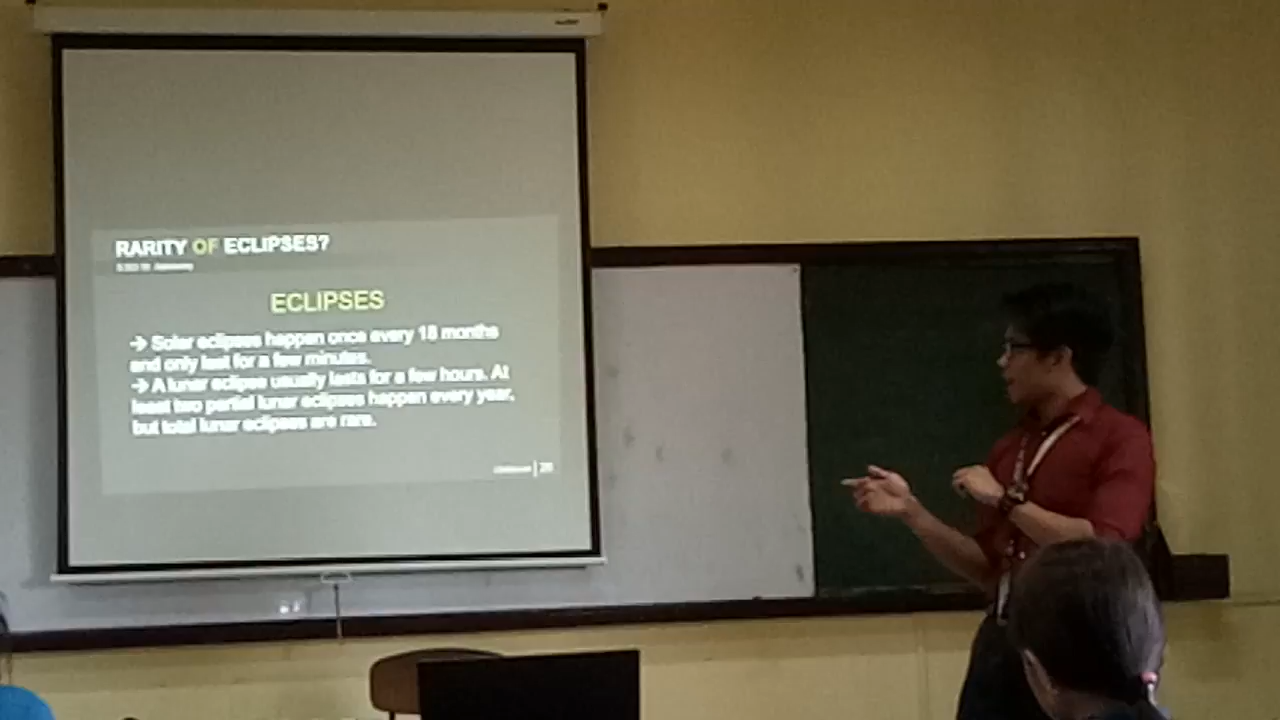 RARITY OF ECLIPSES?
ECLIPSES
→ Solar eclipses happen once every 18 months
and only last for a few minutes.
→ A lunar eclipse usually lasts for a few hours. At
least two partial lunar eclipses happen every year,
but total lunar eclipses are rare.